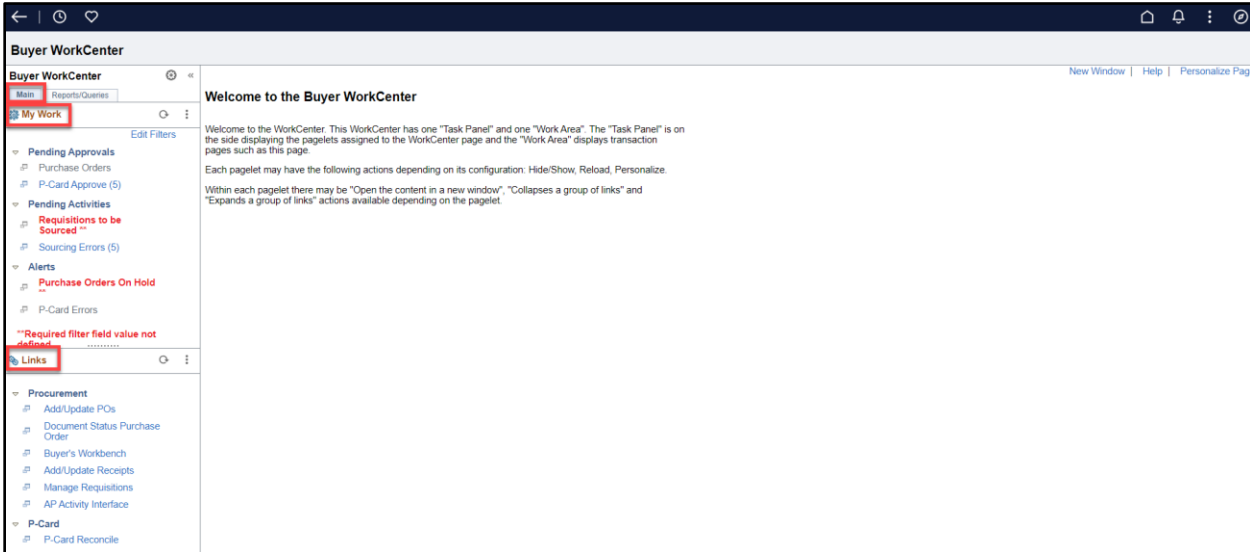 Buyer WorkCenter
New Window | Help | Personalize Pag
Buyer WorkCenter
Main Reports/Queries
My Work
Edit Filters
Pending Approvals
Purchase Orders
P-Card Approve (5)
Pending Activities
Requisitions to be
Sourced **
Sourcing Errors (5)
Alerts
Purchase Orders On Hold
**
P-Card Errors
**Required filter field value not
defined
Links
Procurement
Add/Update POs
Document Status Purchase
Order
Buyer's Workbench
Add/Update Receipts
Manage Requisitions
AP Activity Interface
P-Card
P-Card Reconcile
Welcome to the Buyer WorkCenter
Welcome to the WorkCenter. This WorkCenter has one "Task Panel" and one "Work Area". The "Task Panel" is on
the side displaying the pagelets assigned to the WorkCenter page and the "Work Area" displays transaction
pages such as this page.
Each pagelet may have the following actions depending on its configuration: Hide/Show, Reload, Personalize.
Within each pagelet there may be "Open the content in a new window", "Collapses a group of links" and
"Expands a group of links" actions available depending on the pagelet.